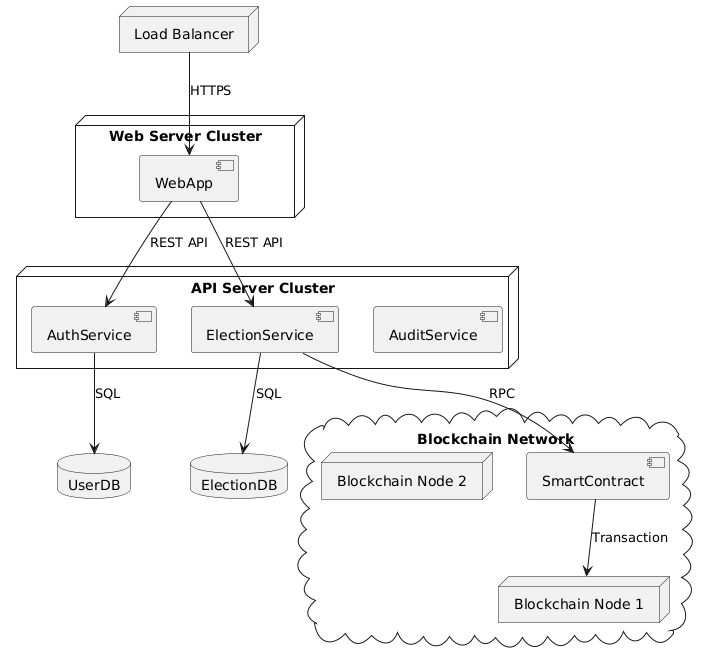 Load Balancer
HTTPS
Web Server Cluster
WebApp
REST API
REST API
API Server Cluster
AuthService
ElectionService
AuditService
SQL
SQL
RPC
Blockchain Network
UserDB
ElectionDB
Blockchain Node 2
SmartContract
Transaction
Blockchain Node 1